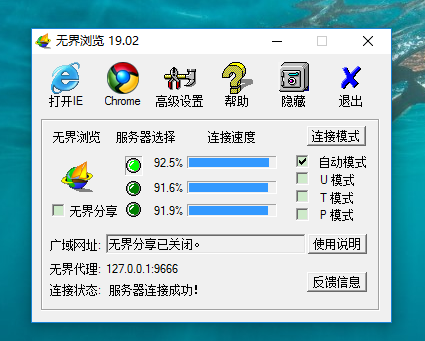 无界浏览 19.02
打开IE Chrome 高级设置 帮助 隐藏 退出
无界浏览 服务器选择 连接速度 连接模式
92.5% 自动模式
91.6% U 模式
T 模式
无界分享 91.9% P 模式
广域网址: 无界分享已关闭。 使用说明
无界代理: 127.0.0.1:9666
连接状态: 服务器连接成功! 反馈信息